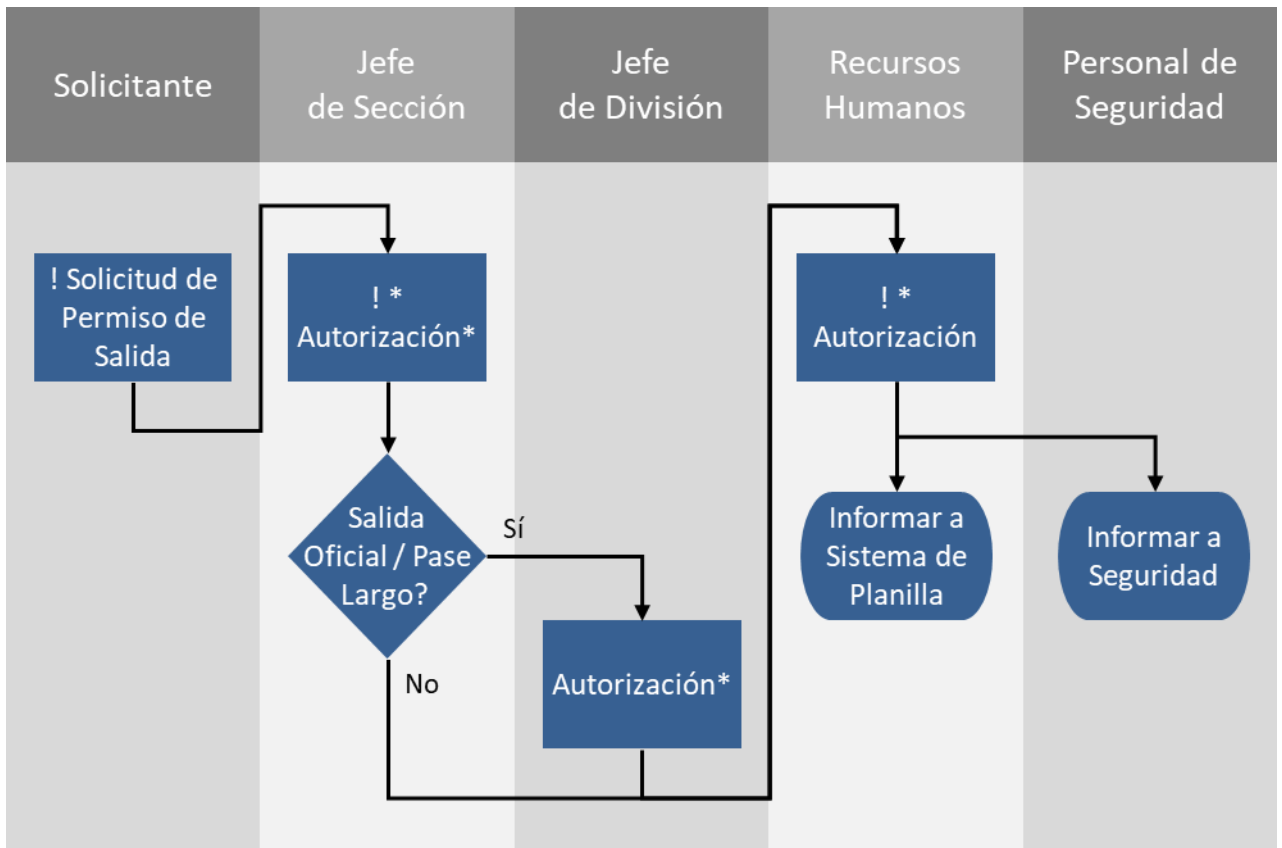 Solicitante
Jefe
de Sección
Jefe
de División
Recursos
Humanos
Personal de
Seguridad
! Solicitud de
Permiso de
Salida
! *
Autorización*
! *
Autorización
Salida
Oficial / Pase
Largo?
Sí
No
Autorización*
Informar a
Sistema de
Planilla
Informar a
Seguridad